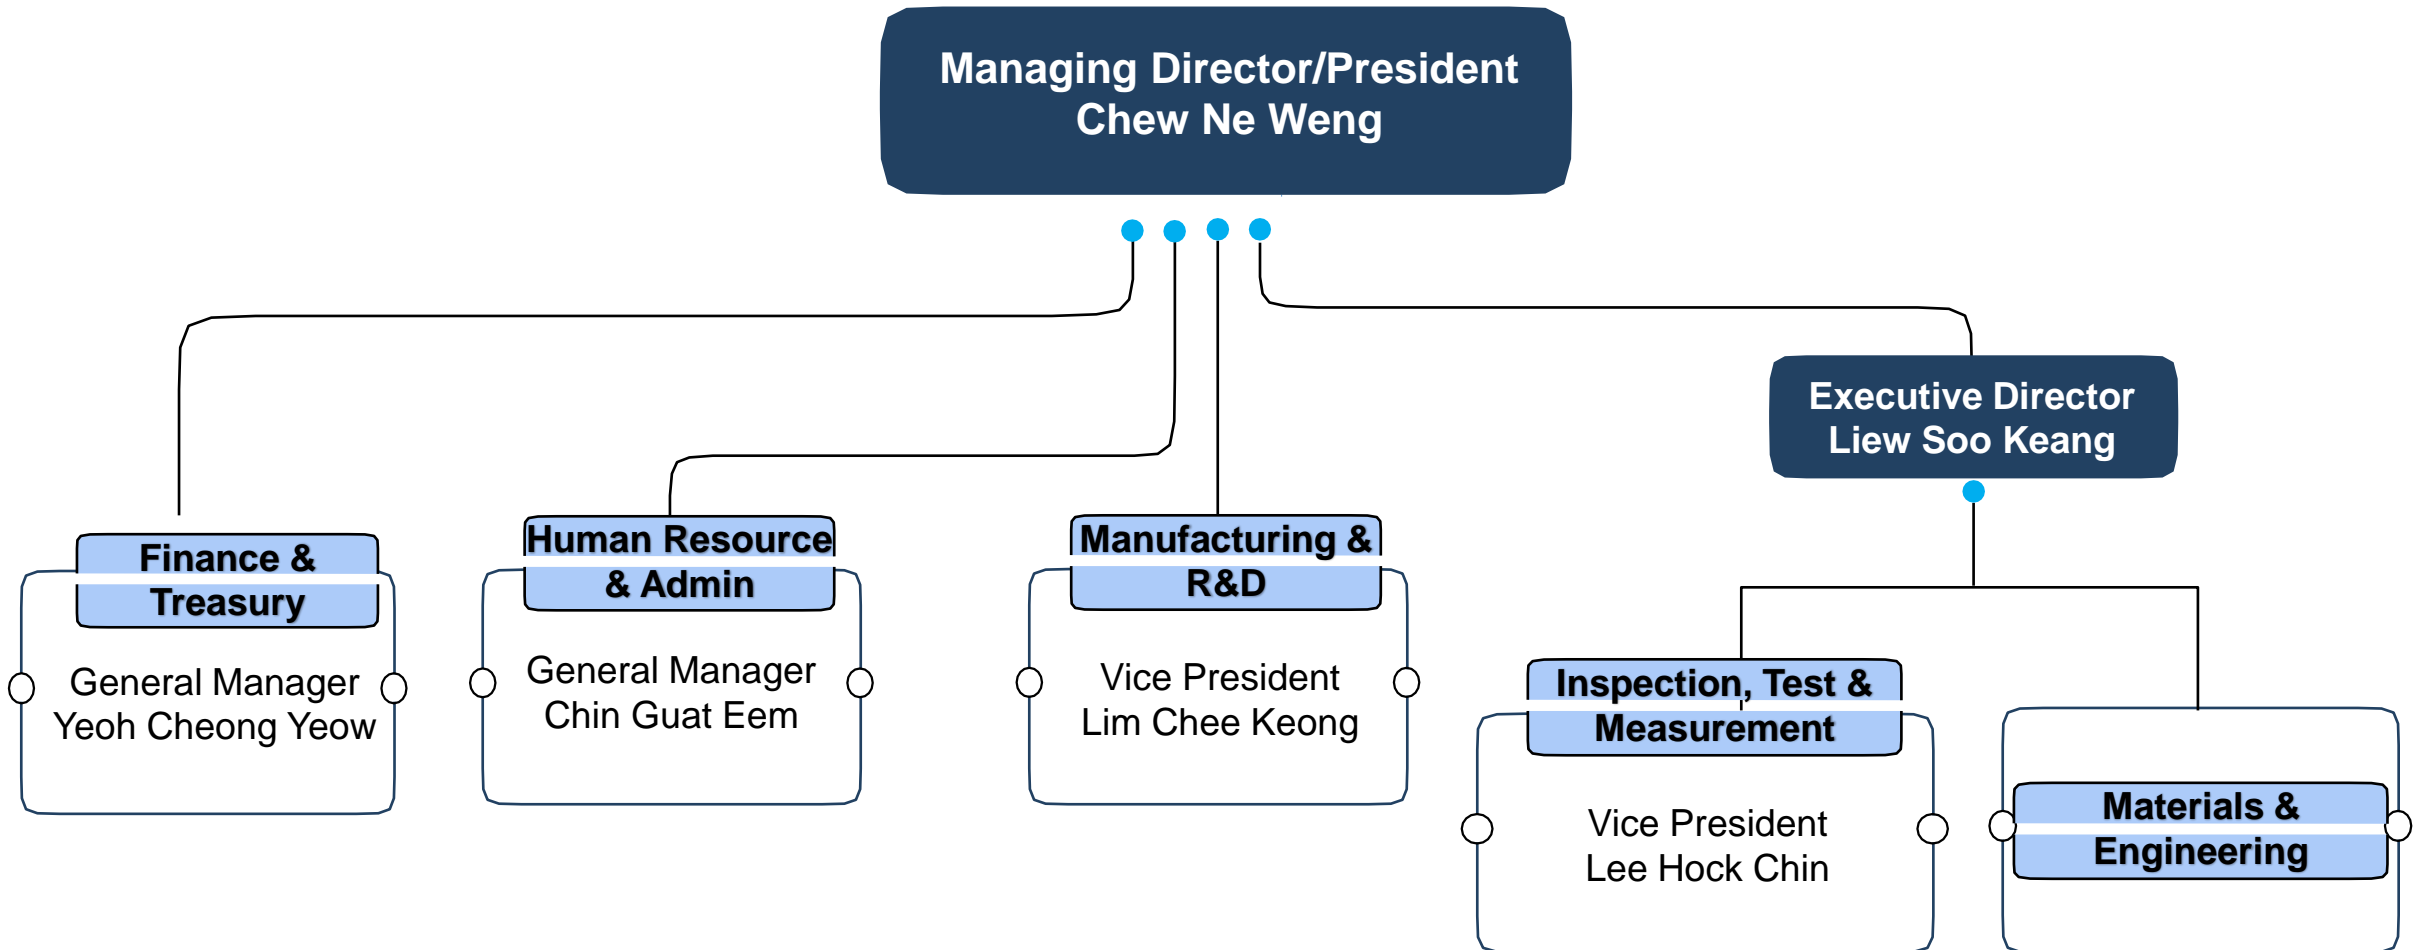 Managing Director/President
Chew Ne Weng
Executive Director
Liew Soo Keang
Finance &
Treasury
General Manager
Yeoh Cheong Yeow
Human Resource
& Admin
General Manager
Chin Guat Eem
Manufacturing &
R&D
Vice President
Lim Chee Keong
Inspection, Test &
Measurement
Vice President
Lee Hock Chin
Materials &
Engineering